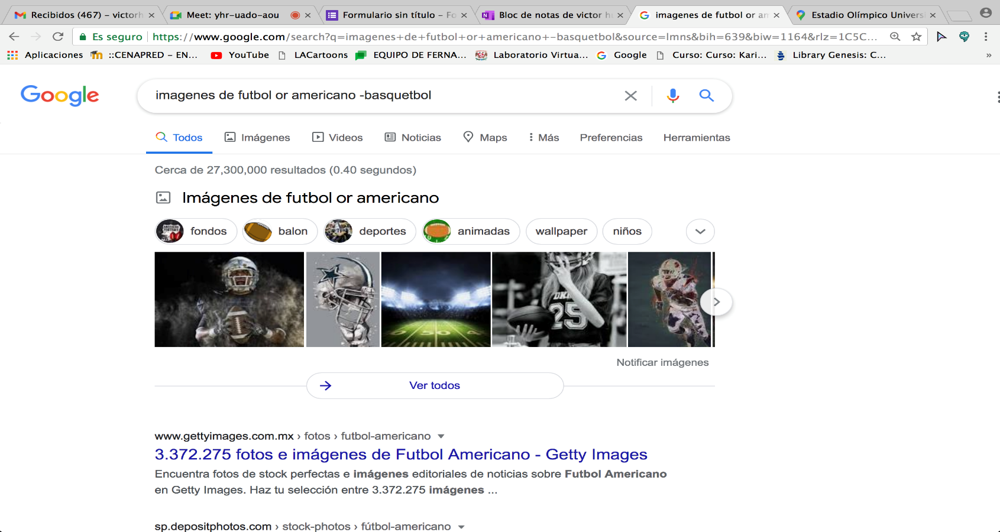 Recibidos (467) – victorh
Meet: yhr-uado-aou
Formulario sin título – Fo
Bloc de notas de victor h
imagenes de futbol or am
Estadio Olímpico Universi
Es seguro
https://www.google.com/search?q=imagenes+de+futbol+or+americano+-basquetbol&source=lmns&bih=639&biw=1164&rlz=1C5C...
Aplicaciones
::CENAPRED – EN...
YouTube
LACartoons
EQUIPO DE FERNA...
Laboratorio Virtua...
Google
Curso: Curso: Kari...
Library Genesis: C...
»
Google
imagenes de futbol or americano -basquetbol
Todos
Imágenes
Videos
Noticias
Maps
Más
Preferencias
Herramientas
Cerca de 27,300,000 resultados (0.40 segundos)
Imágenes de futbol or americano
fondos
balon
deportes
animadas
wallpaper
niños
50
25
Notificar imágenes
Ver todos
www.gettyimages.com.mx › fotos › futbol-americano
3.372.275 fotos e imágenes de Futbol Americano - Getty Images
Encuentra fotos de stock perfectas e imágenes editoriales de noticias sobre Futbol Americano
en Getty Images. Haz tu selección entre 3.372.275 imágenes ...
sp.depositphotos.com › stock-photos › fútbol-americano